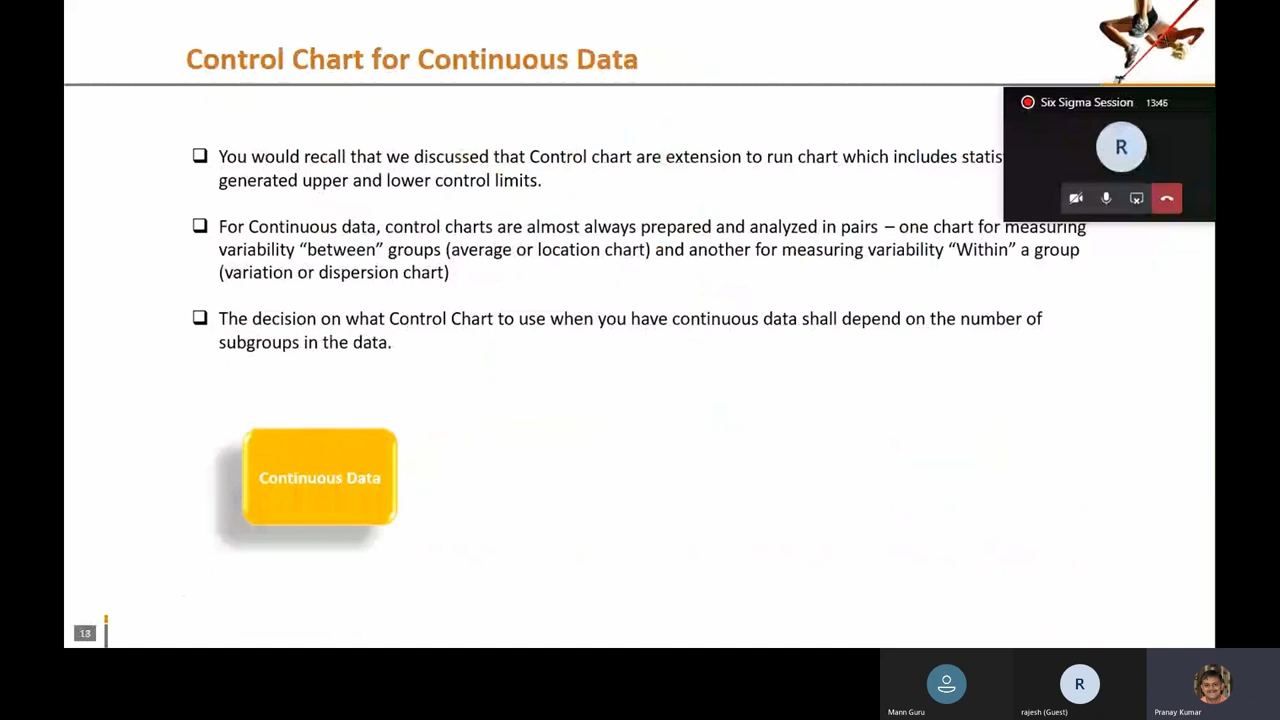 Control Chart for Continuous Data
Six Sigma Session 13:46
R
❑ You would recall that we discussed that Control chart are extension to run chart which includes
generated upper and lower control limits.
❑ For Continuous data, control charts are almost always prepared and analyzed in pairs – one chart for measuring
variability “between” groups (average or location chart) and another for measuring variability “Within” a group
(variation or dispersion chart)
❑ The decision on what Control Chart to use when you have continuous data shall depend on the number of
subgroups in the data.
Continuous Data
13
R
Mann Guru
rajesh (Guest)
Pranay Kumar